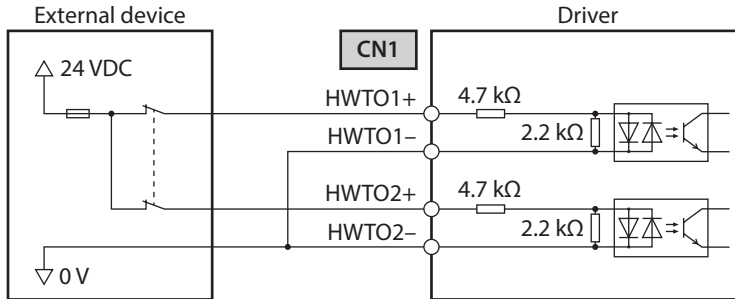 External device
Driver
CN1
24 VDC
HWTO1+
4.7 kΩ
HWTO1−
2.2 kΩ
HWTO2+
4.7 kΩ
HWTO2−
2.2 kΩ
0 V